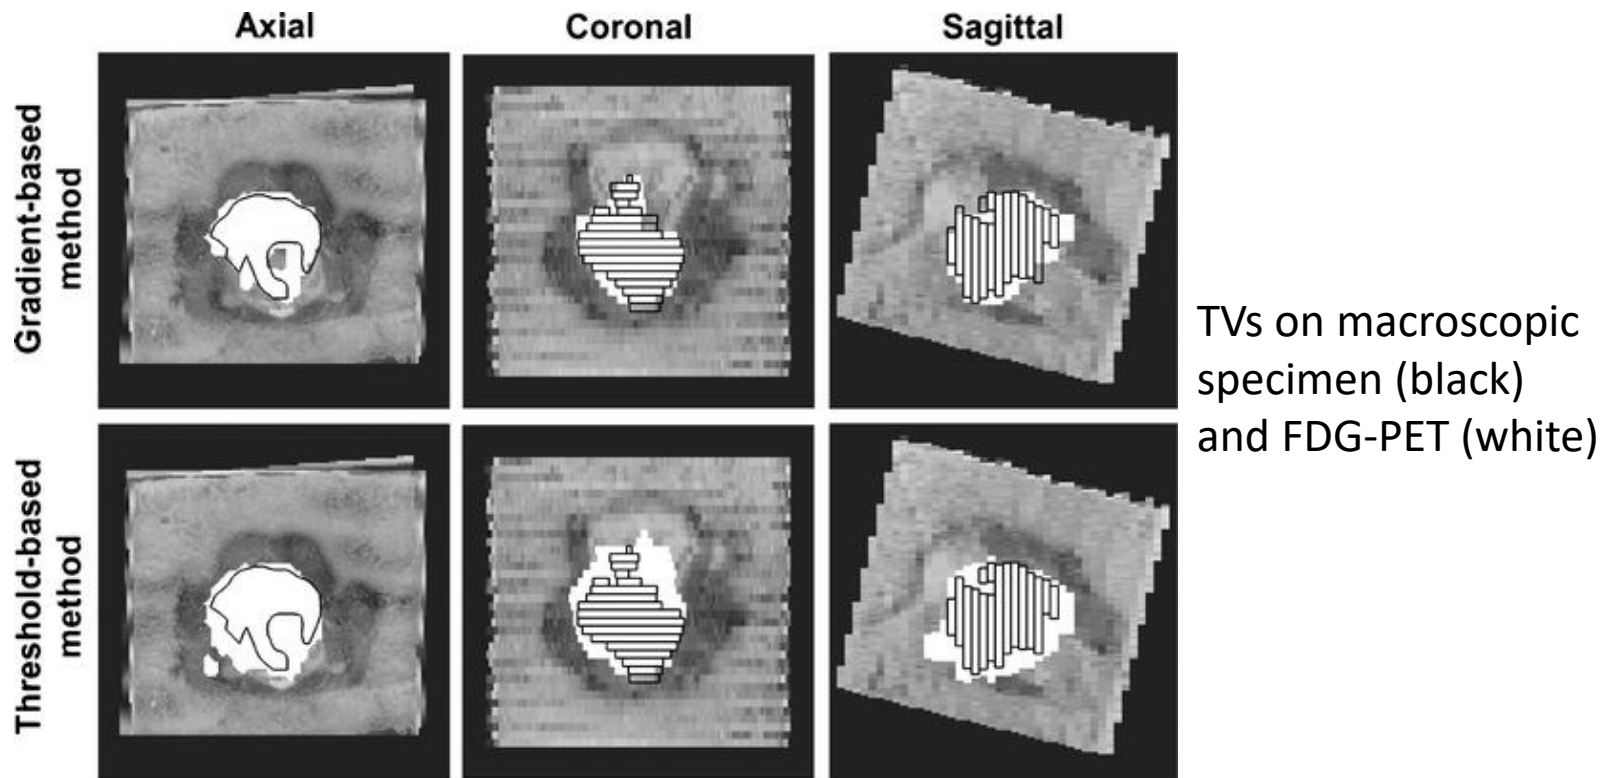 Axial
Coronal
Sagittal
Gradient-based
method
Threshold-based
method
TVs on macroscopic
specimen (black)
and FDG-PET (white)